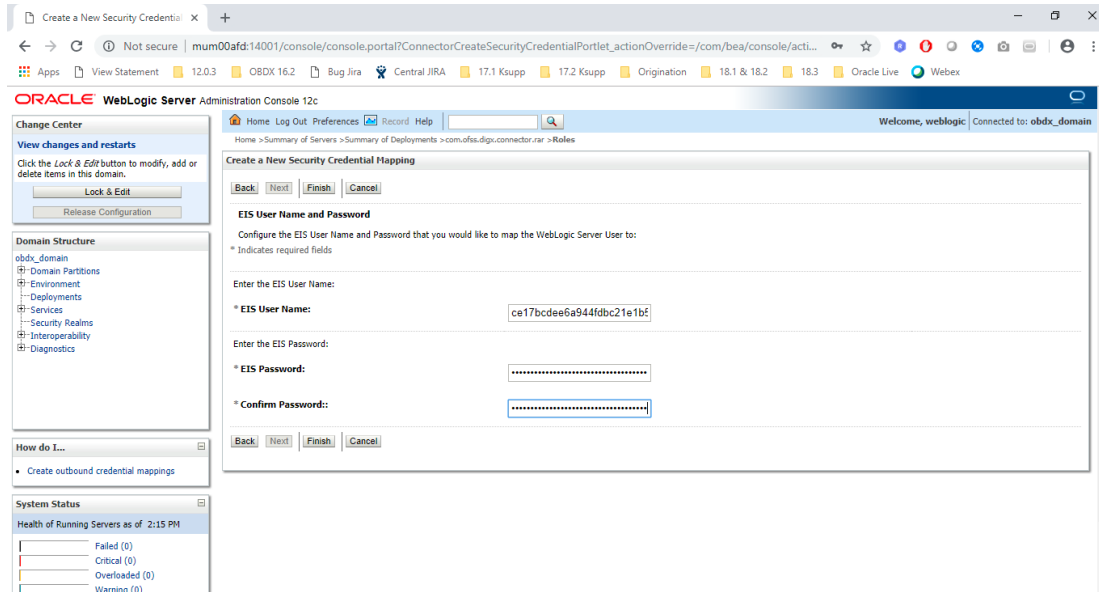 Create a New Security Credential
Not secure | mum00afd:14001/console/console.portal?ConnectorCreateSecurityCredentialPortlet_actionOverride=/com/bea/console/acti...
Apps View Statement 12.0.3 OBDX 16.2 Bug Jira Central JIRA 17.1 Ksupp 17.2 Ksupp Origination 18.1 & 18.2 18.3 Oracle Live Webex
ORACLE WebLogic Server Administration Console 12c
Change Center
View changes and restarts
Click the Lock & Edit button to modify, add or
delete items in this domain.
Lock & Edit
Release Configuration
Domain Structure
obdx_domain
Domain Partitions
Environment
Deployments
Services
Security Realms
Interoperability
Diagnostics
How do I...
Create outbound credential mappings
System Status
Health of Running Servers as of 2:15 PM
Failed (0)
Critical (0)
Overloaded (0)
Warning (0)
Home Log Out Preferences Record Help
Welcome, weblogic Connected to: obdx_domain
Home >Summary of Servers >Summary of Deployments >com.ofss.digx.connector.rar >Roles
Create a New Security Credential Mapping
Back Next Finish Cancel
EIS User Name and Password
Configure the EIS User Name and Password that you would like to map the WebLogic Server User to:
* Indicates required fields
Enter the EIS User Name:
* EIS User Name: ce17bcdee6a944fdbc21e1b5
Enter the EIS Password:
* EIS Password:
* Confirm Password::
Back Next Finish Cancel